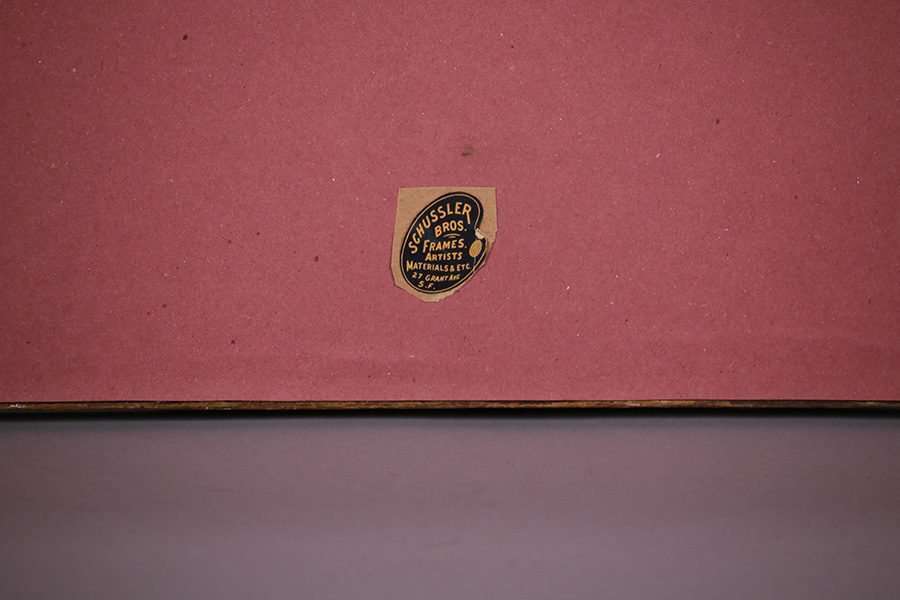 SCHUSSLER
BROS.
FRAMES.
ARTISTS
MATERIALS & ETC.
27 GRANT AVE
S.F.